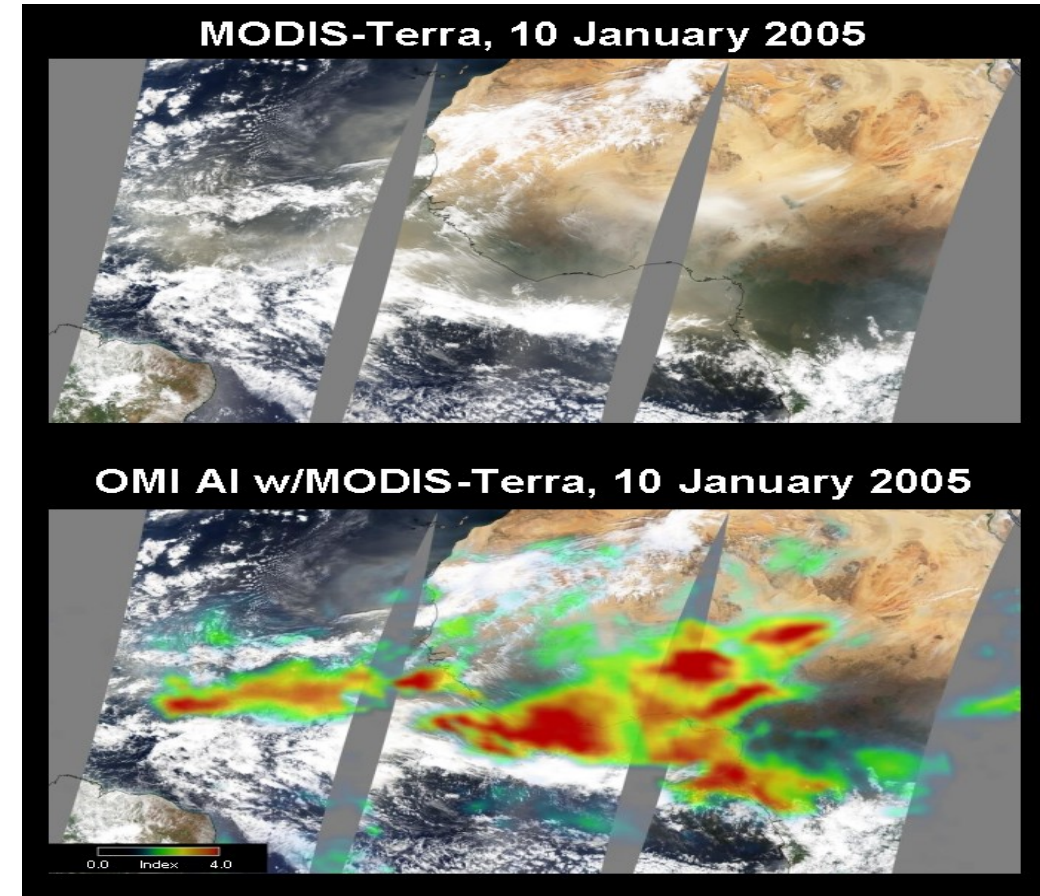 MODIS-Terra, 10 January 2005
OMI AI w/MODIS-Terra, 10 January 2005
0.0 Index 4.0